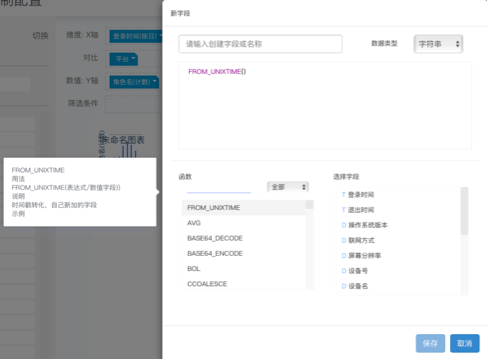 制配置
切换
维度: X轴
登录时间(按日)
对比
平台
数值: Y轴
角色名(计数)
筛选条件
未命名图表
FROM_UNIXTIME
用法
FROM_UNIXTIME(表达式/数值字段))
说明
时间戳转化、自已新加的字段
示例
新字段
请输入创建字段或名称
数据类型
字符串
FROM_UNIXTIME()
函数
全部
FROM_UNIXTIME
AVG
BASE64_DECODE
BASE64_ENCODE
BOL
CCOALESCE
选择字段
T 登录时间
T 退出时间
D 操作系统版本
D 联网方式
D 屏幕分辨率
D 设备号
D 设备名
保存
取消